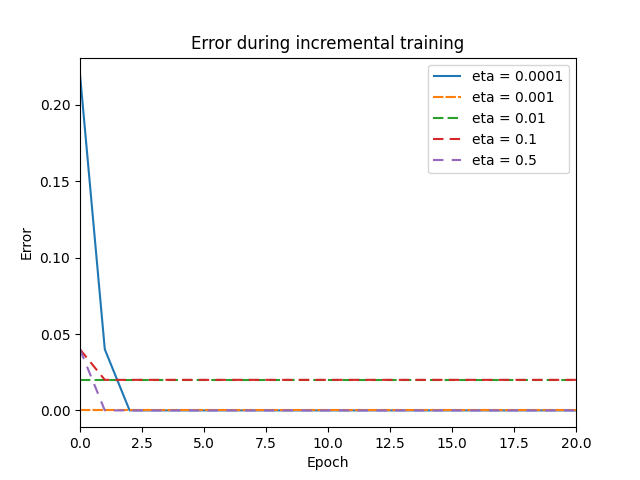 Error during incremental training
eta = 0.0001
eta = 0.001
eta = 0.01
eta = 0.1
eta = 0.5
0.20
0.15
0.10
0.05
0.00
Error
0.0 2.5 5.0 7.5 10.0 12.5 15.0 17.5 20.0
Epoch